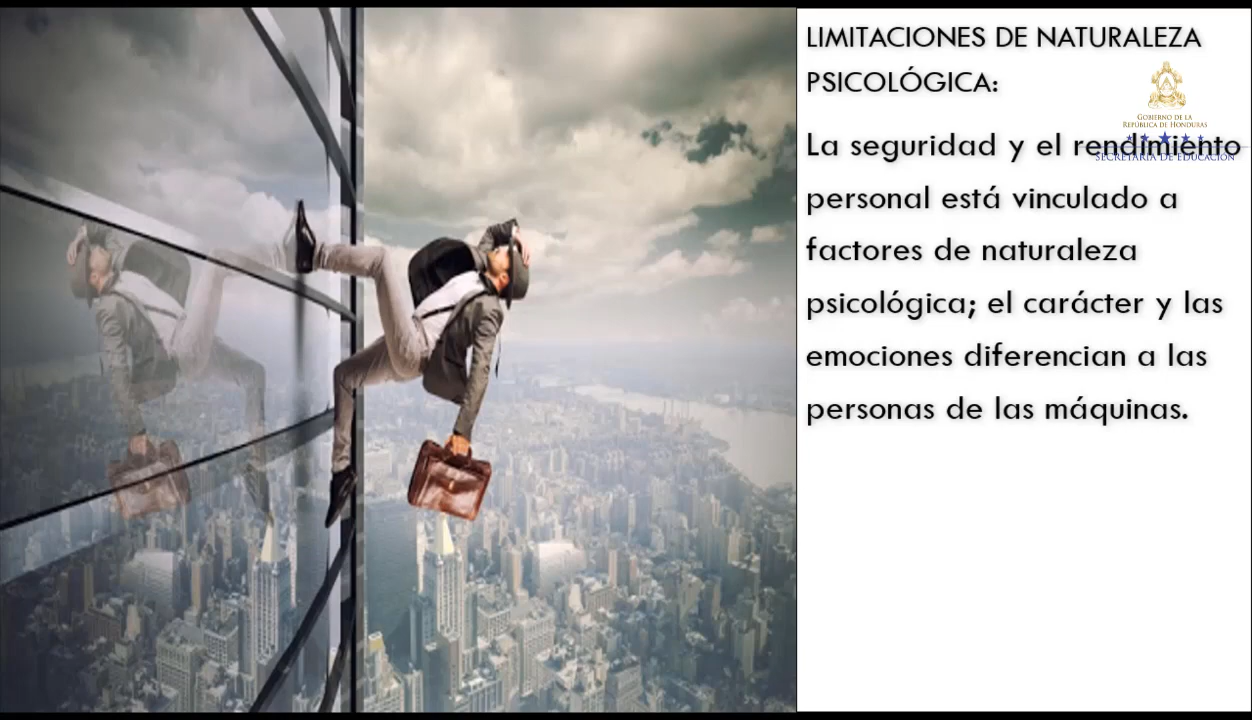 LIMITACIONES DE NATURALEZA
PSICOLÓGICA:
GOBIERNO DE LA
REPÚBLICA DE HONDURAS
SECRETARÍA DE EDUCACIÓN
La seguridad y el rendimiento
personal está vinculado a
factores de naturaleza
psicológica; el carácter y las
emociones diferencian a las
personas de las máquinas.